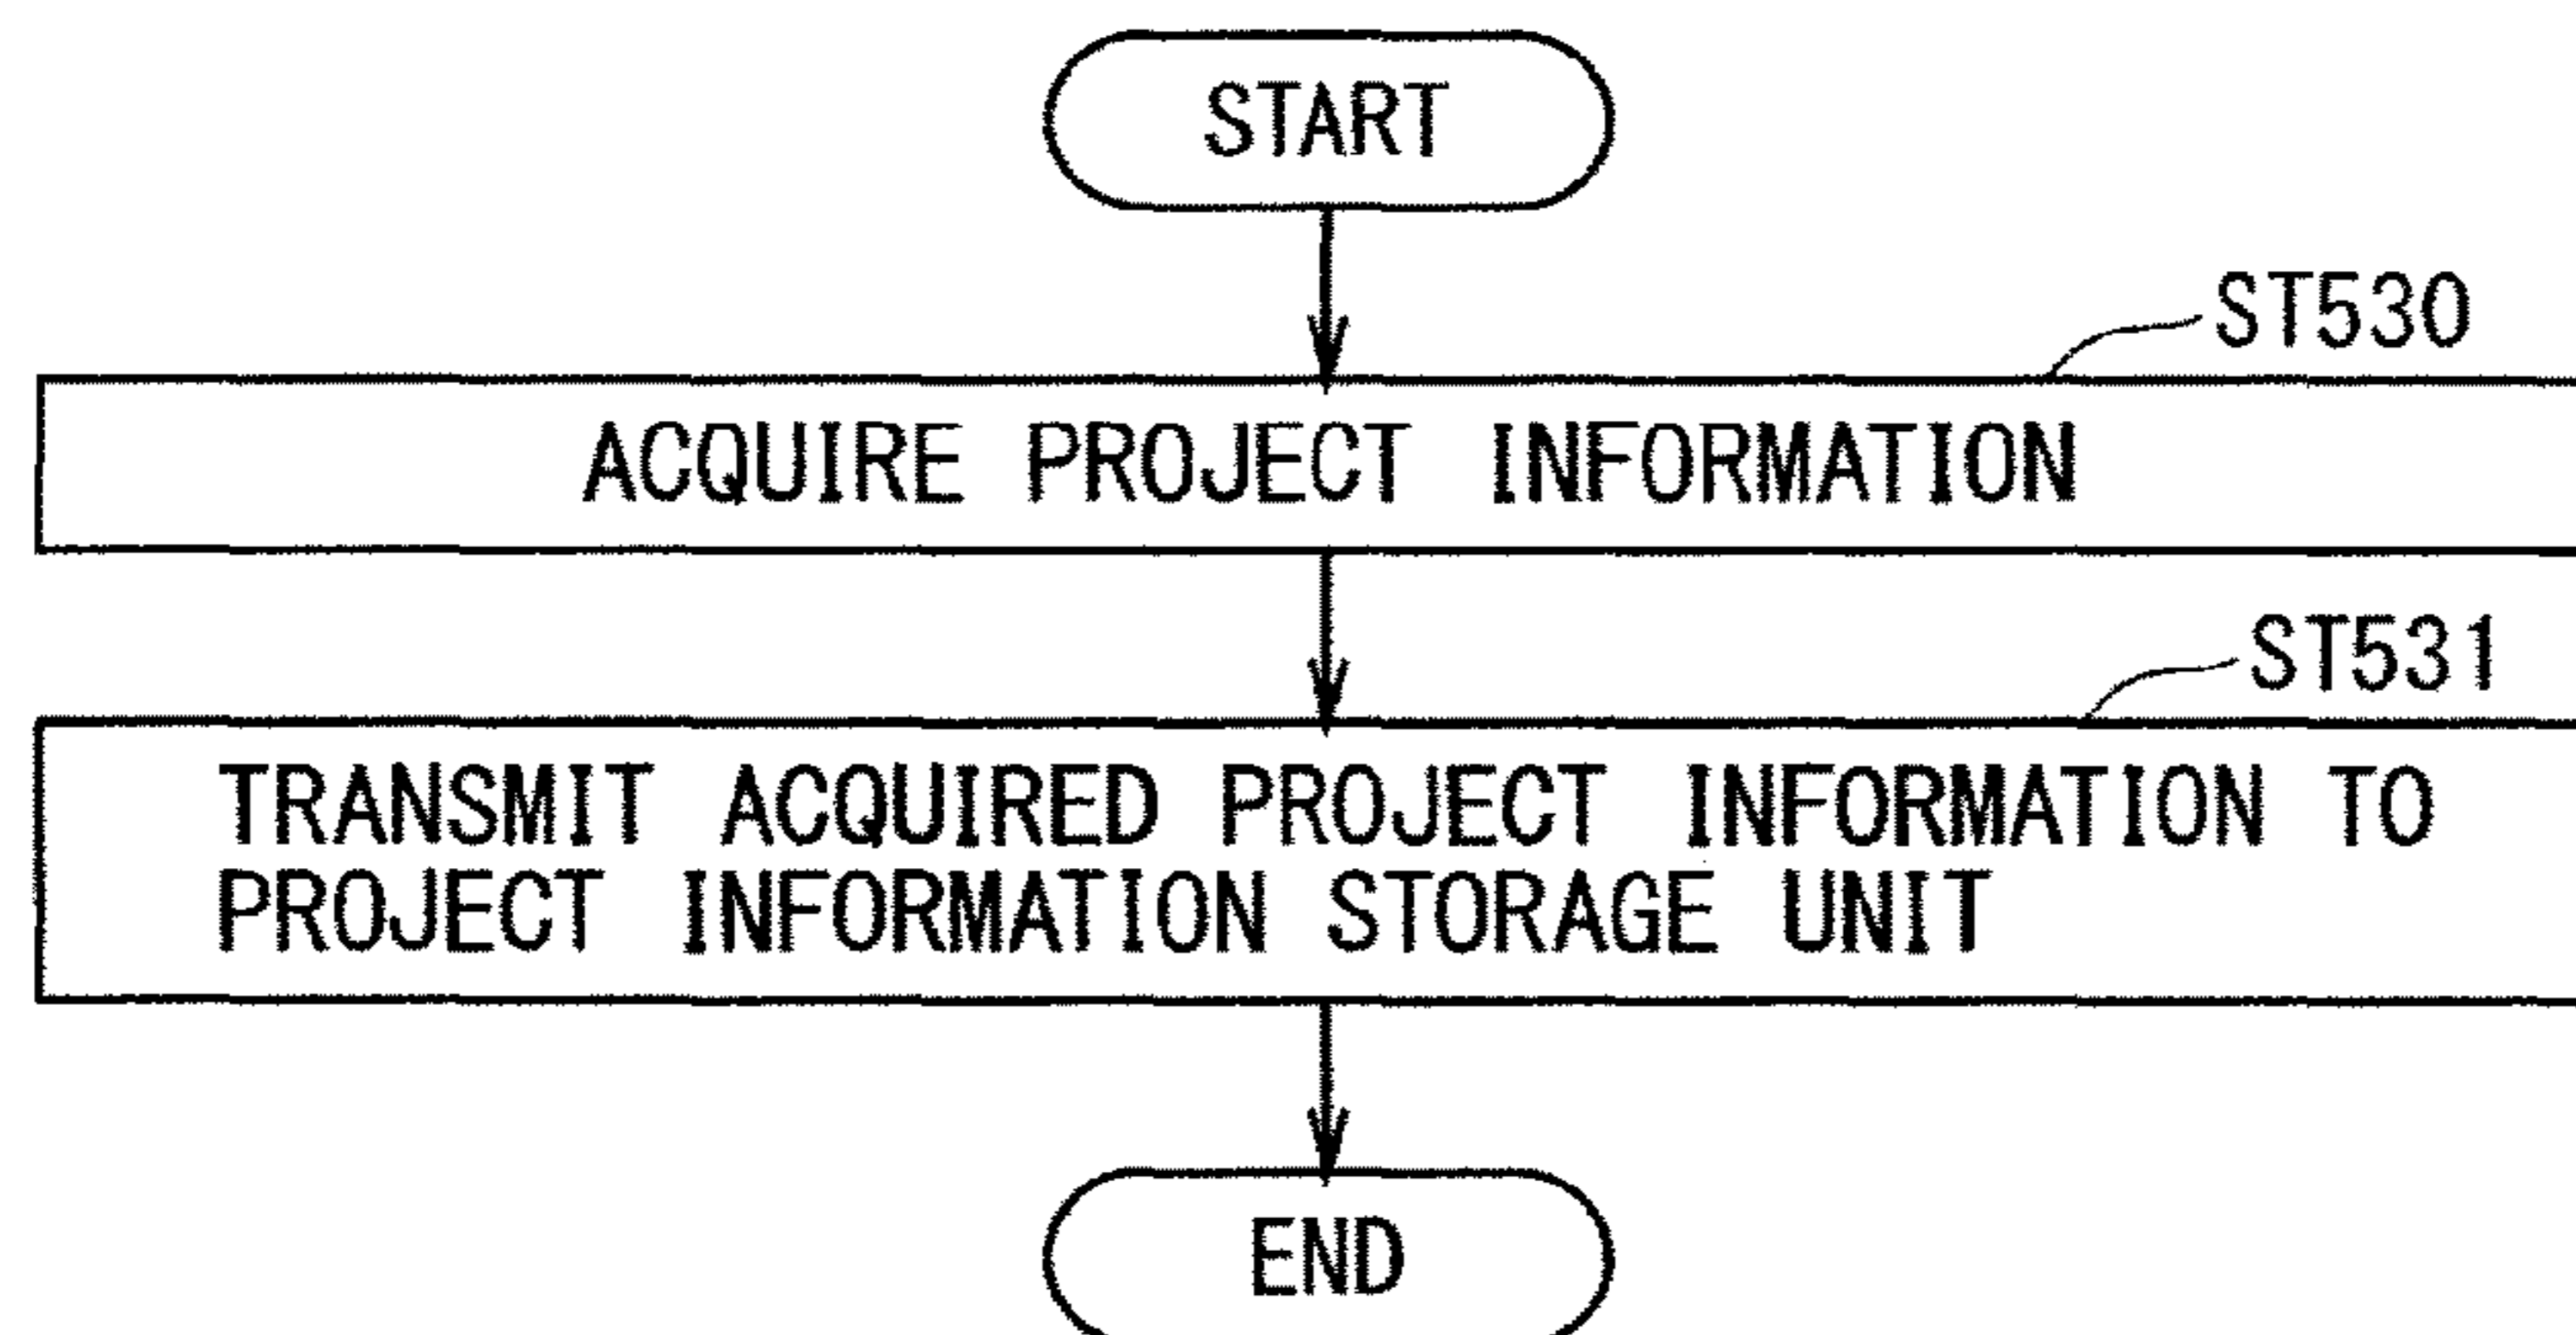 START
ST530
ACQUIRE PROJECT INFORMATION
ST531
TRANSMIT ACQUIRED PROJECT INFORMATION TO
PROJECT INFORMATION STORAGE UNIT
END